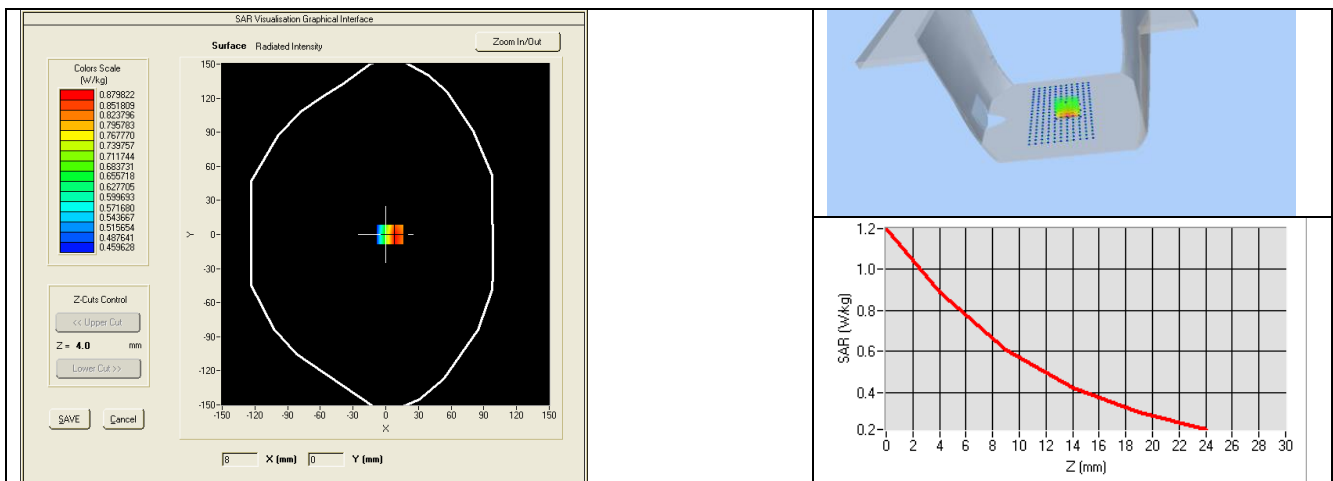 SAR Visualisation Graphical Interface
Surface Radiated Intensity
Zoom In/Out
Colors Scale
(W/kg)
0.879822
0.851809
0.823796
0.795783
0.767770
0.739757
0.711744
0.683731
0.655718
0.627705
0.599693
0.571680
0.543667
0.515654
0.487641
0.459628
Z-Cuts Control
<< Upper Cut
Z = 4.0 mm
Lower Cut >>
SAVE Cancel
150
120
90
60
30
Y 0
-30
-60
-90
-120
-150
-150 -120 -90 -60 -30 0 30 60 90 120 150
X
8 X (mm) 0 Y (mm)
SAR (W/kg)
1.2
1.0
0.8
0.6
0.4
0.2
0 2 4 6 8 10 12 14 16 18 20 22 24 26 28 30
Z (mm)